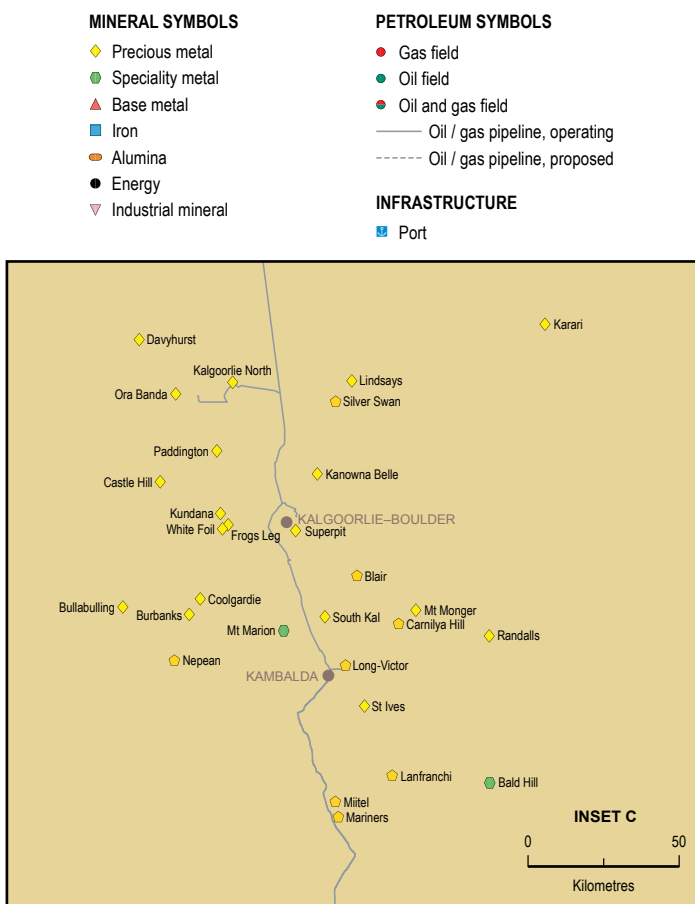 MINERAL SYMBOLS
Precious metal
Speciality metal
Base metal
Iron
Alumina
Energy
Industrial mineral
PETROLEUM SYMBOLS
Gas field
Oil field
Oil and gas field
Oil / gas pipeline, operating
Oil / gas pipeline, proposed
INFRASTRUCTURE
Port
Karari
Davyhurst
Kalgoorlie North
Lindsays
Ora Banda
Silver Swan
Paddington
Kanowna Belle
Castle Hill
Kundana
KALGOORLIE–BOULDER
White Foil
Frogs Leg
Superpit
Blair
Coolgardie
Bullabulling
Burbanks
Mt Monger
South Kal
Carnilya Hill
Mt Marion
Randalls
Nepean
Long-Victor
KAMBALDA
St Ives
Lanfranchi
Bald Hill
Miitel
Mariners
INSET C
0
50
Kilometres